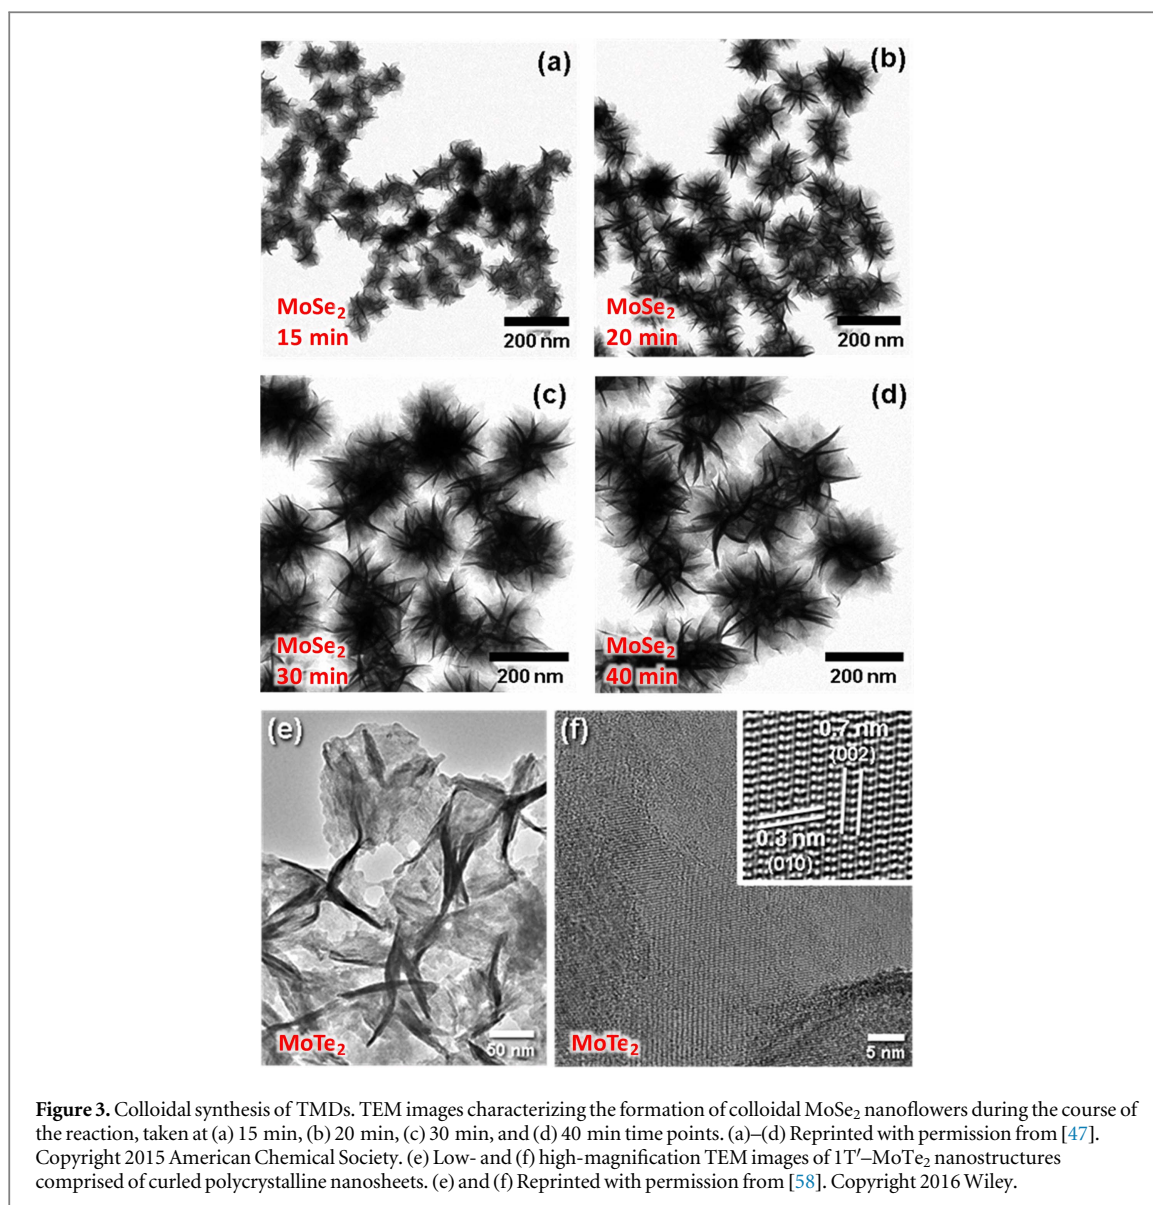 (a)
MoSe₂
15 min
200 nm
(b)
MoSe₂
20 min
200 nm
(c)
MoSe₂
30 min
200 nm
(d)
MoSe₂
40 min
200 nm
(e)
MoTe₂
50 nm
(f)
0.7 nm
(002)
0.3 nm
(010)
MoTe₂
5 nm
Figure 3. Colloidal synthesis of TMDs. TEM images characterizing the formation of colloidal MoSe₂ nanoflowers during the course of
the reaction, taken at (a) 15 min, (b) 20 min, (c) 30 min, and (d) 40 min time points. (a)–(d) Reprinted with permission from [47].
Copyright 2015 American Chemical Society. (e) Low- and (f) high-magnification TEM images of 1T′–MoTe₂ nanostructures
comprised of curled polycrystalline nanosheets. (e) and (f) Reprinted with permission from [58]. Copyright 2016 Wiley.